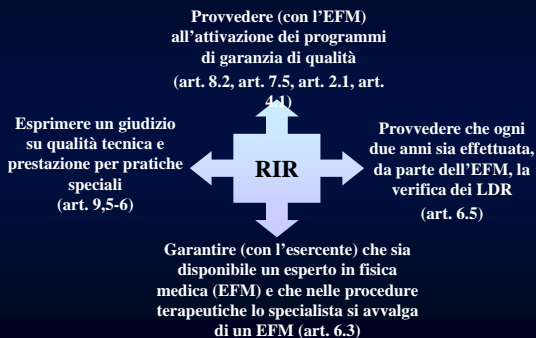 Provvedere (con l'EFM)
all'attivazione dei programmi
di garanzia di qualità
(art. 8.2, art. 7.5, art. 2.1, art.
4.1)
Esprimere un giudizio
su qualità tecnica e
prestazione per pratiche
speciali
(art. 9,5-6)
RIR
Provvedere che ogni
due anni sia effettuata,
da parte dell'EFM, la
verifica dei LDR
(art. 6.5)
Garantire (con l'esercente) che sia
disponibile un esperto in fisica
medica (EFM) e che nelle procedure
terapeutiche lo specialista si avvalga
di un EFM (art. 6.3)